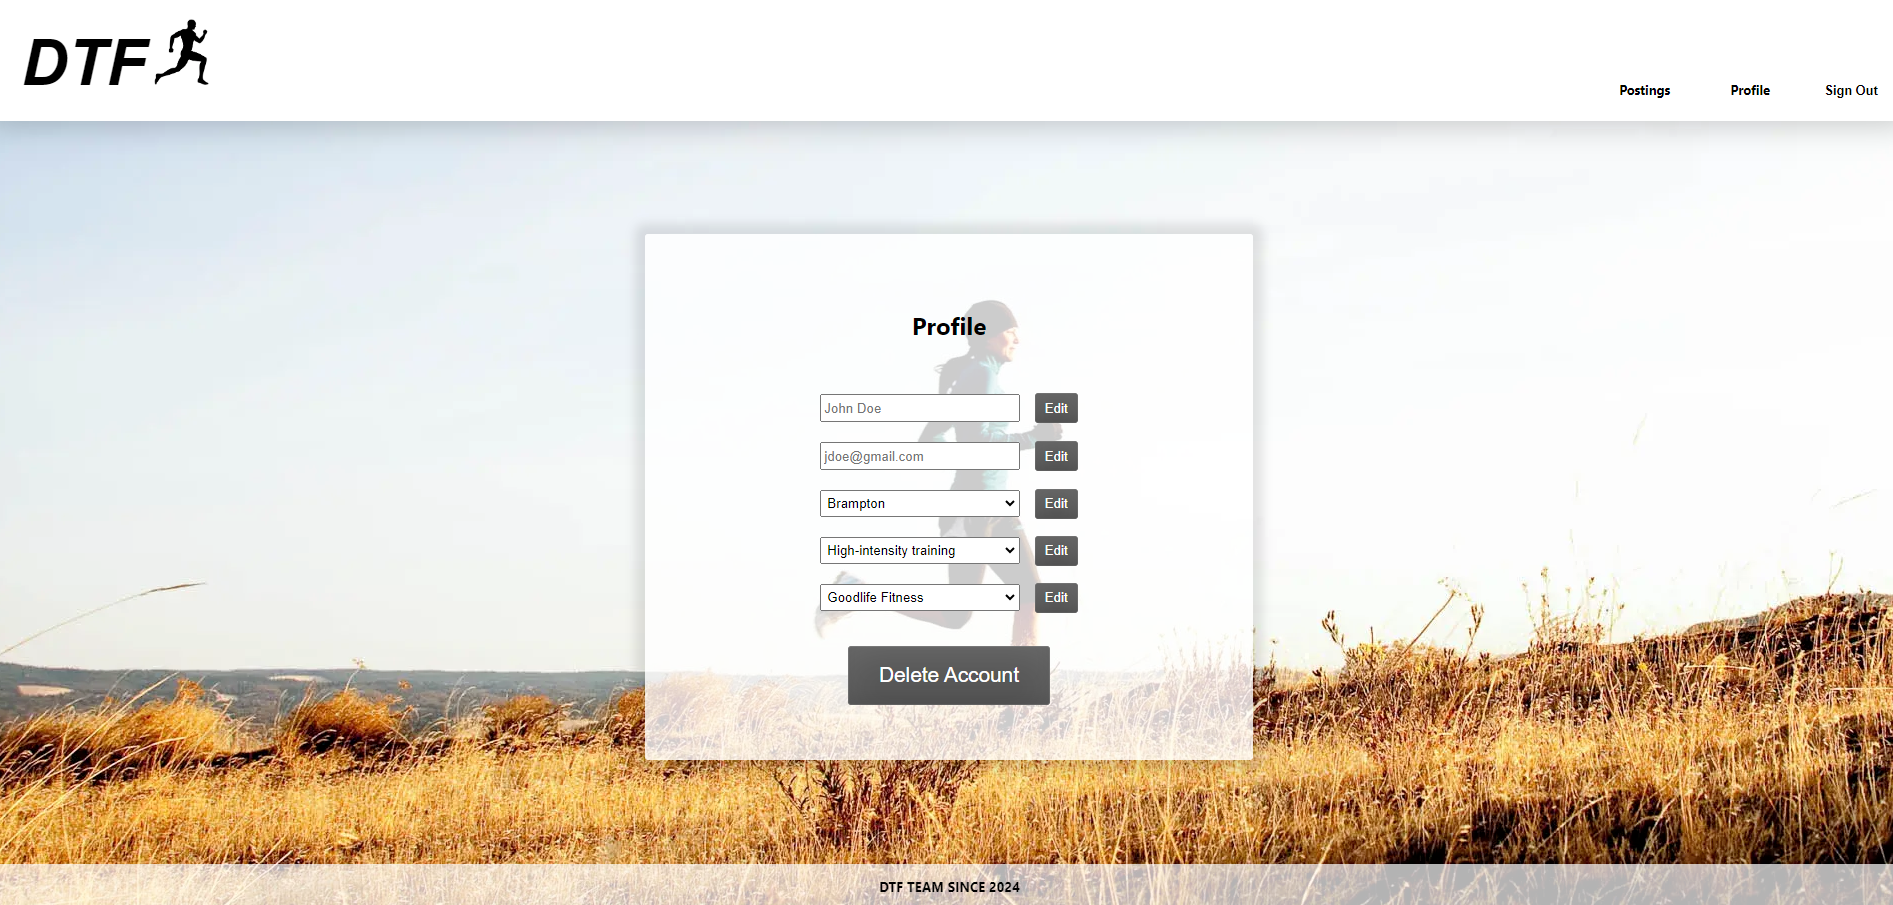 DTF
Postings Profile Sign Out
Profile
John Doe Edit
jdoe@gmail.com Edit
Brampton Edit
High-intensity training Edit
Goodlife Fitness Edit
Delete Account
DTF TEAM SINCE 2024